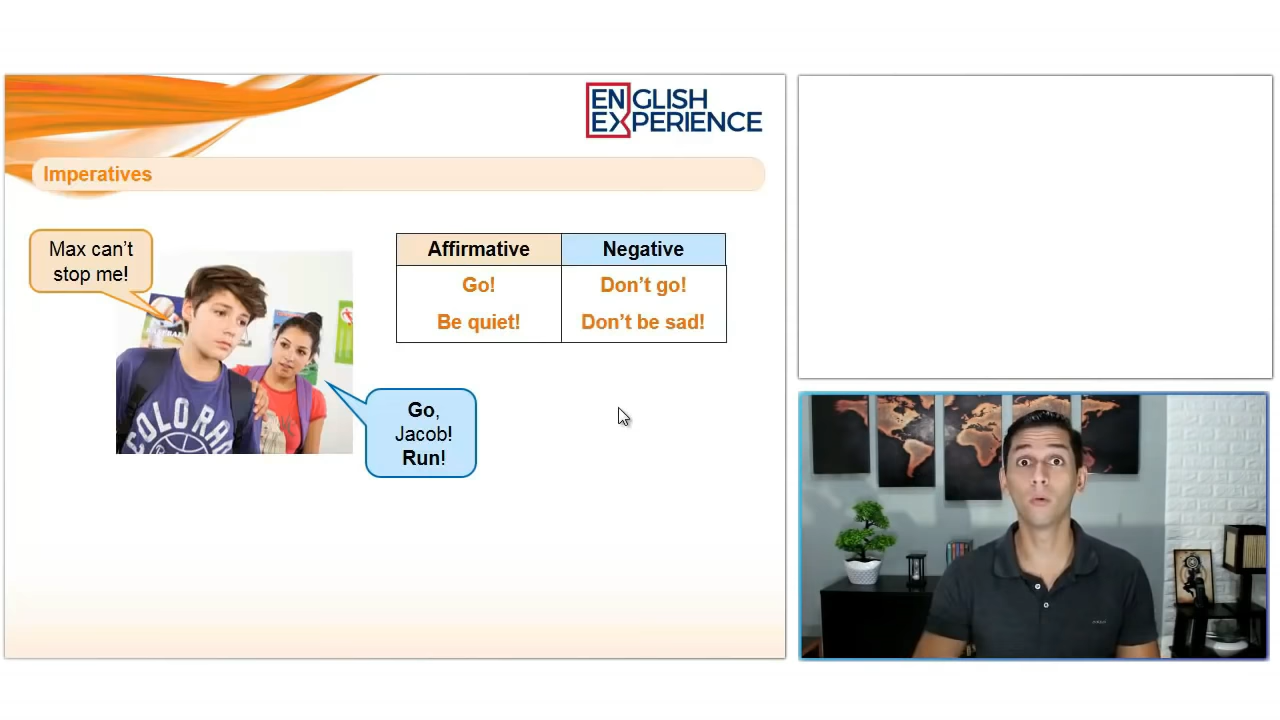 ENGLISH
EXPERIENCE
Imperatives
Max can't
stop me!
Affirmative Negative
Go! Don't go!
Be quiet! Don't be sad!
Go,
Jacob!
Run!